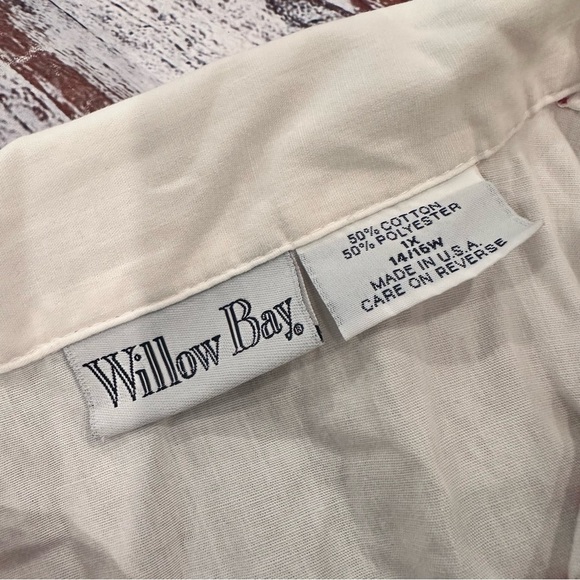 Willow Bay®
50% COTTON
50% POLYESTER
1X
14/16W
MADE IN U.S.A.
CARE ON REVERSE